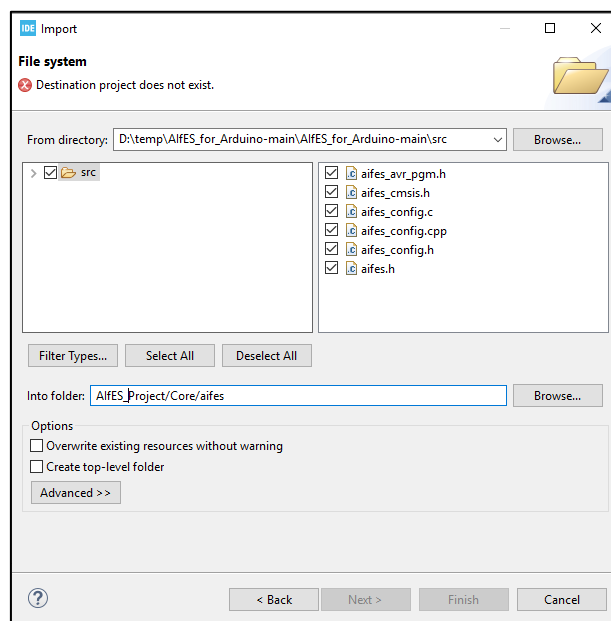 IDE Import
File system
Destination project does not exist.
From directory: D:\temp\AIfES_for_Arduino-main\AIfES_for_Arduino-main\src Browse...
src
aifes_avr_pgm.h
aifes_cmsis.h
aifes_config.c
aifes_config.cpp
aifes_config.h
aifes.h
Filter Types... Select All Deselect All
Into folder: AIfES_Project/Core/aifes Browse...
Options
Overwrite existing resources without warning
Create top-level folder
Advanced >>
? < Back Next > Finish Cancel